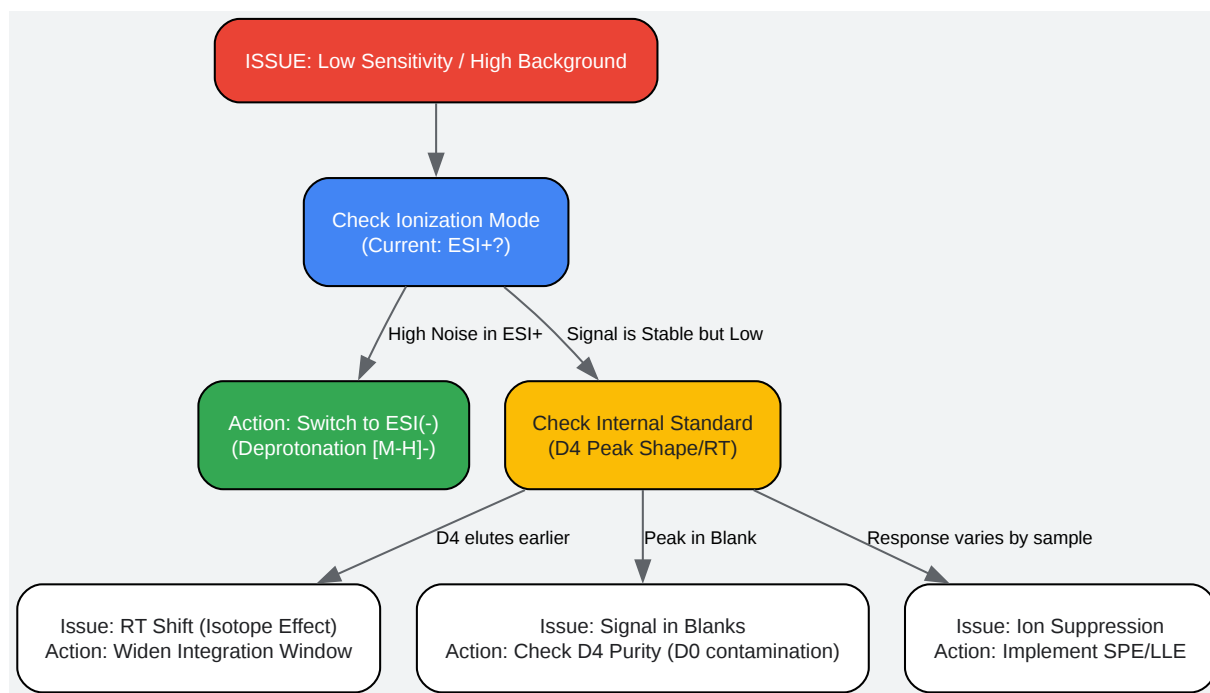 ISSUE: Low Sensitivity / High Background
Check Ionization Mode
(Current: ESI+?)
High Noise in ESI+
Signal is Stable but Low
Action: Switch to ESI(-)
(Deprotonation [M-H]-)
Check Internal Standard
(D4 Peak Shape/RT)
D4 elutes earlier
Peak in Blank
Response varies by sample
Issue: RT Shift (Isotope Effect)
Action: Widen Integration Window
Issue: Signal in Blanks
Action: Check D4 Purity (D0 contamination)
Issue: Ion Suppression
Action: Implement SPE/LLE